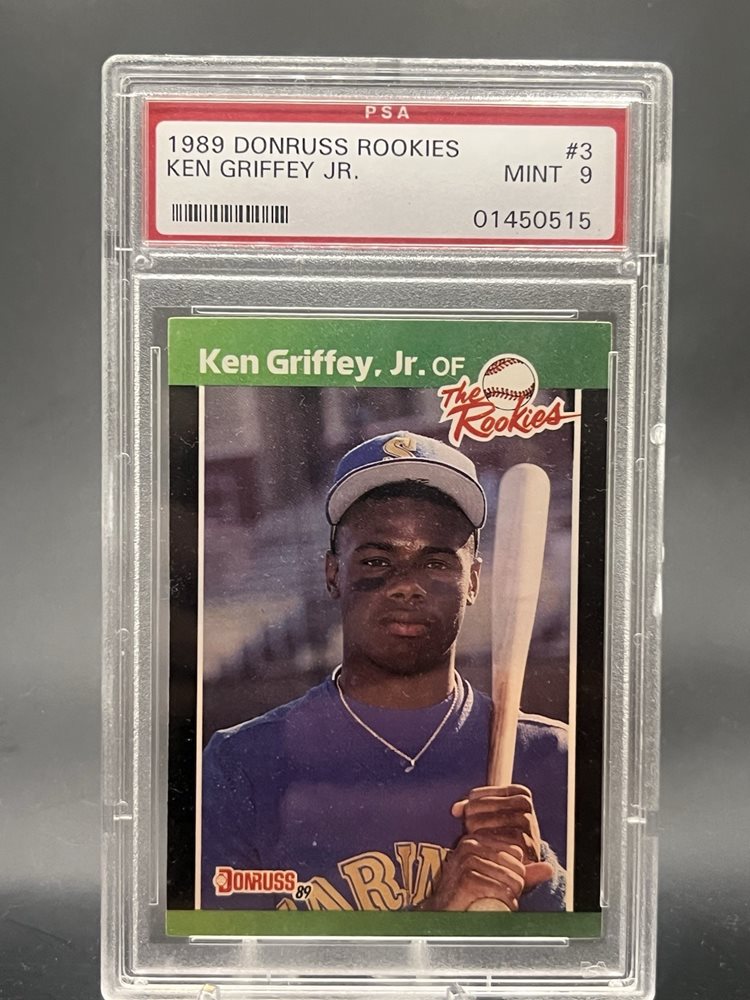 PSA
1989 DONRUSS ROOKIES #3
KEN GRIFFEY JR. MINT 9
01450515
Ken Griffey, Jr. OF
The
Rookies
S
ARIN
DONRUSS 89